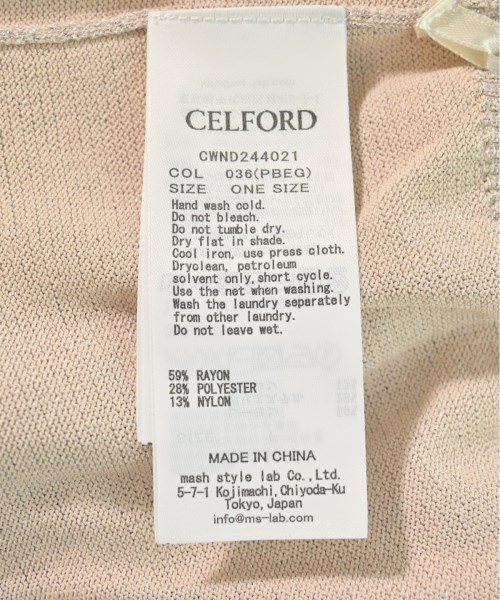 CELFORD
CWND244021
COL 036(PBEG)
SIZE ONE SIZE
Hand wash cold.
Do not bleach.
Do not tumble dry.
Dry flat in shade.
Cool iron, use press cloth.
Dryclean, petroleum
solvent only,short cycle.
Use the net when washing.
Wash the laundry separately
from other laundry.
Do not leave wet.
59% RAYON
28% POLYESTER
13% NYLON
MADE IN CHINA
mash style lab Co.,Ltd.
5-7-1 Kojimachi,Chiyoda-Ku
Tokyo,Japan
info@ms-lab.com